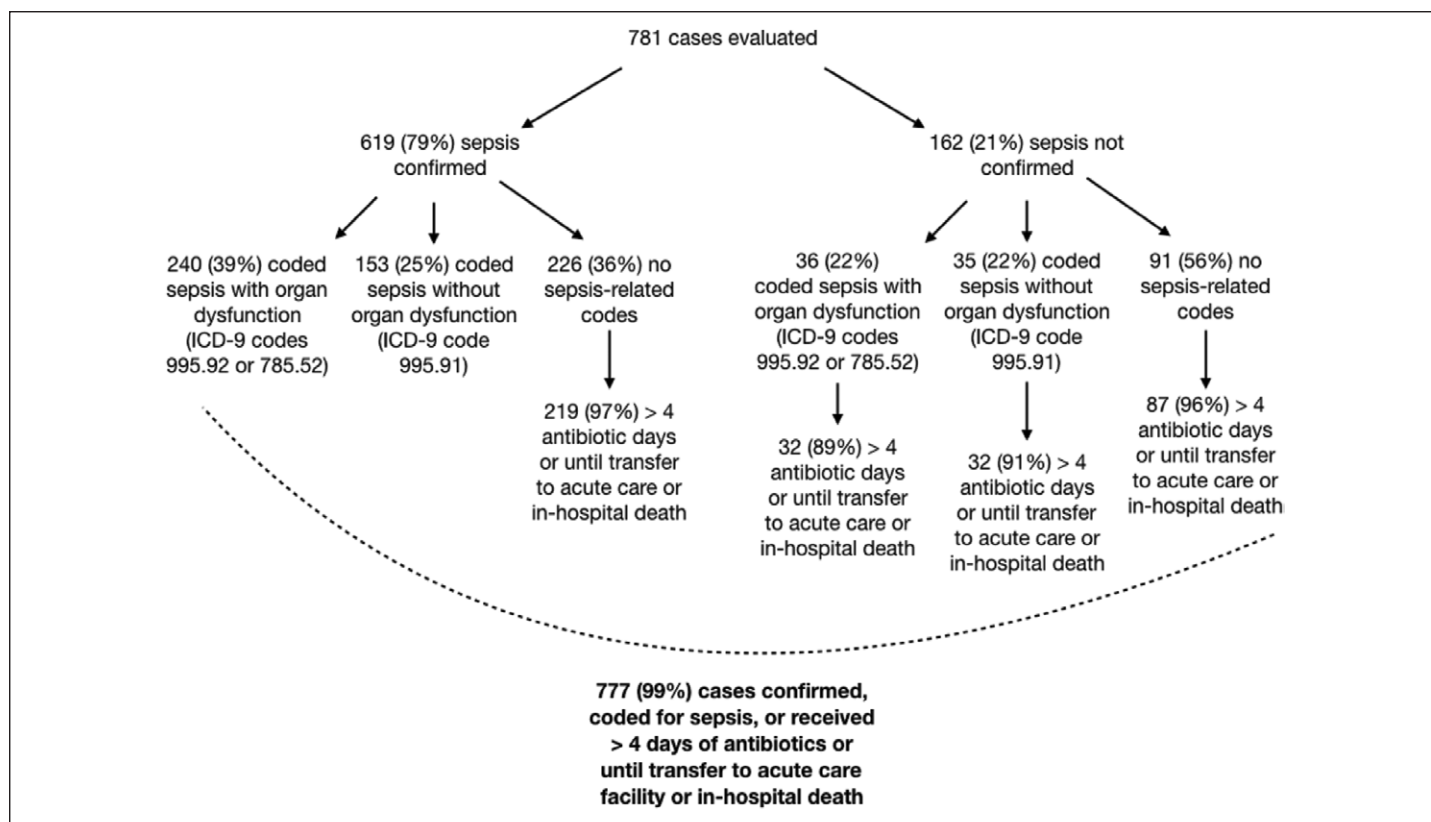 781 cases evaluated
619 (79%) sepsis
confirmed
162 (21%) sepsis not
confirmed
240 (39%) coded
sepsis with organ
dysfunction
(ICD-9 codes
995.92 or 785.52)
153 (25%) coded
sepsis without
organ dysfunction
(ICD-9 code
995.91)
226 (36%) no
sepsis-related
codes
36 (22%)
coded sepsis with
organ dysfunction
(ICD-9 codes
995.92 or 785.52)
35 (22%) coded
sepsis without
organ dysfunction
(ICD-9 code
995.91)
91 (56%) no
sepsis-related
codes
219 (97%) > 4
antibiotic days
or until transfer
to acute care or
in-hospital death
32 (89%) > 4
antibiotic days
or until transfer
to acute care or
in-hospital death
32 (91%) > 4
antibiotic days
or until transfer
to acute care or
in-hospital death
87 (96%) > 4
antibiotic days
or until transfer
to acute care or
in-hospital death
777 (99%) cases confirmed,
coded for sepsis, or received
> 4 days of antibiotics or
until transfer to acute care
facility or in-hospital death